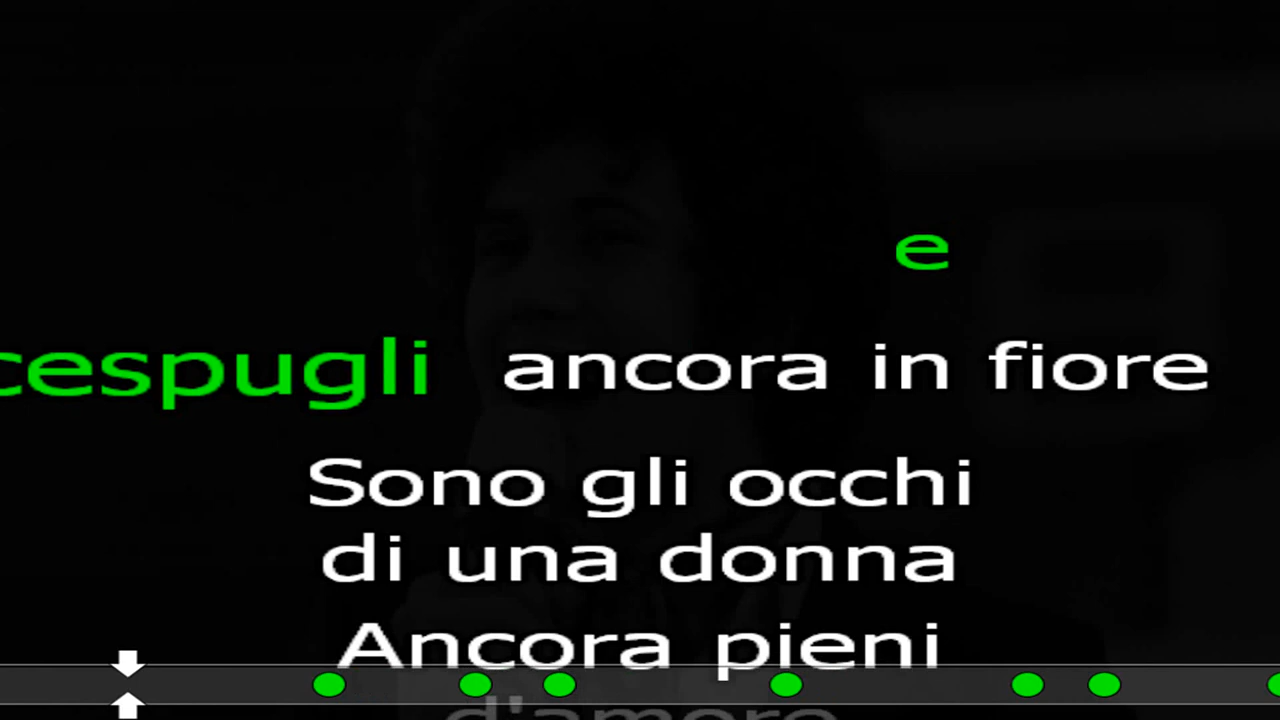 e
cespugli ancora in fiore
Sono gli occhi
di una donna
Ancora pieni
d'amore